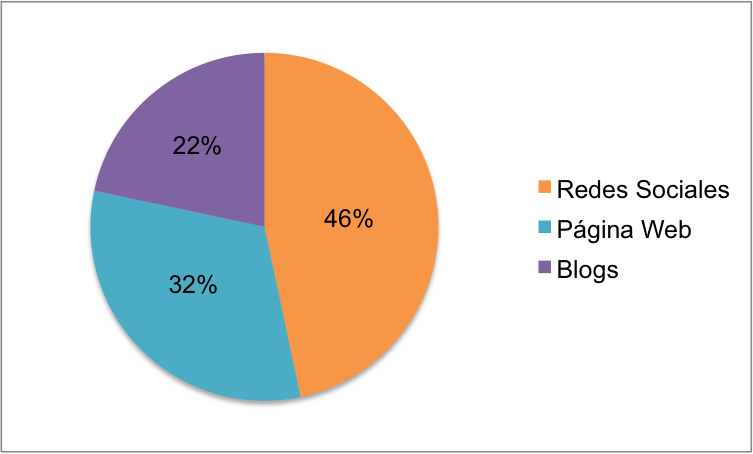 22%
46%
32%
Redes Sociales
Página Web
Blogs